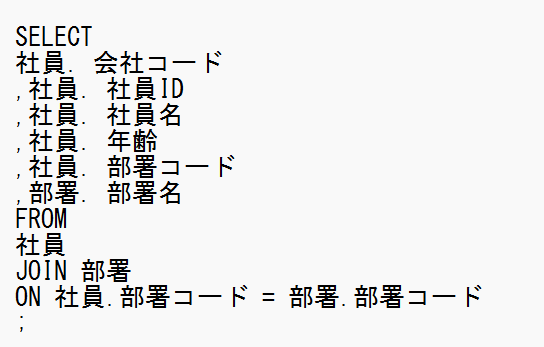 SELECT
社員. 会社コード
,社員. 社員ID
,社員. 社員名
,社員. 年齢
,社員. 部署コード
,部署. 部署名
FROM
社員
JOIN 部署
ON 社員.部署コード = 部署.部署コード
;